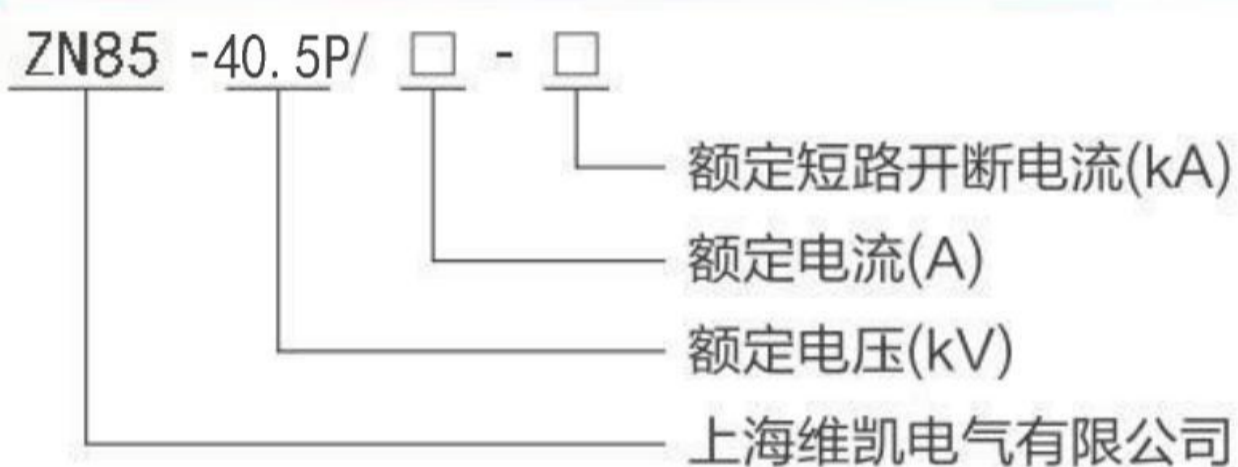 ZN85 -40.5P/ □ - □
额定短路开断电流(kA)
额定电流(A)
额定电压(kV)
上海维凯电气有限公司